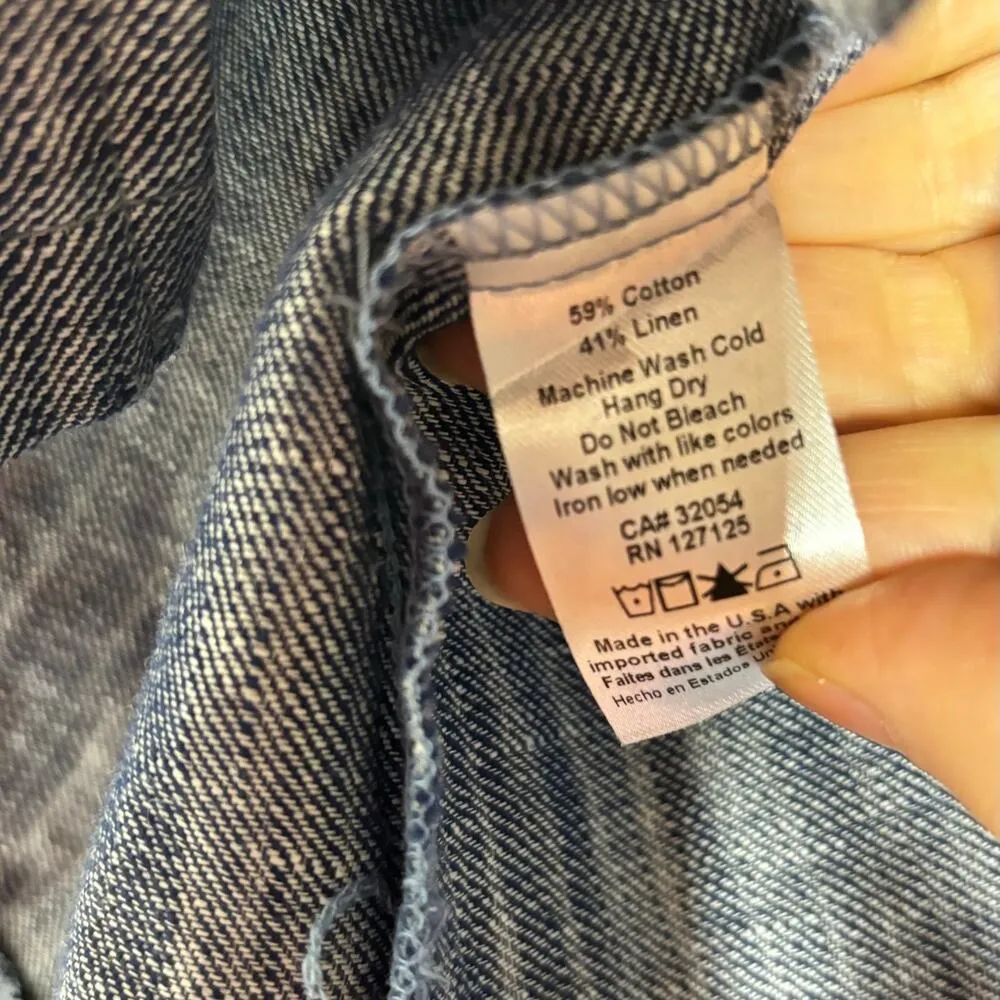 59% Cotton
41% Linen
Machine Wash Cold
Hang Dry
Do Not Bleach
Wash with like colors
Iron low when needed
CA# 32054
RN 127125
Made in the U.S.A with
imported fabric
Faites dans les
Hecho en Estados